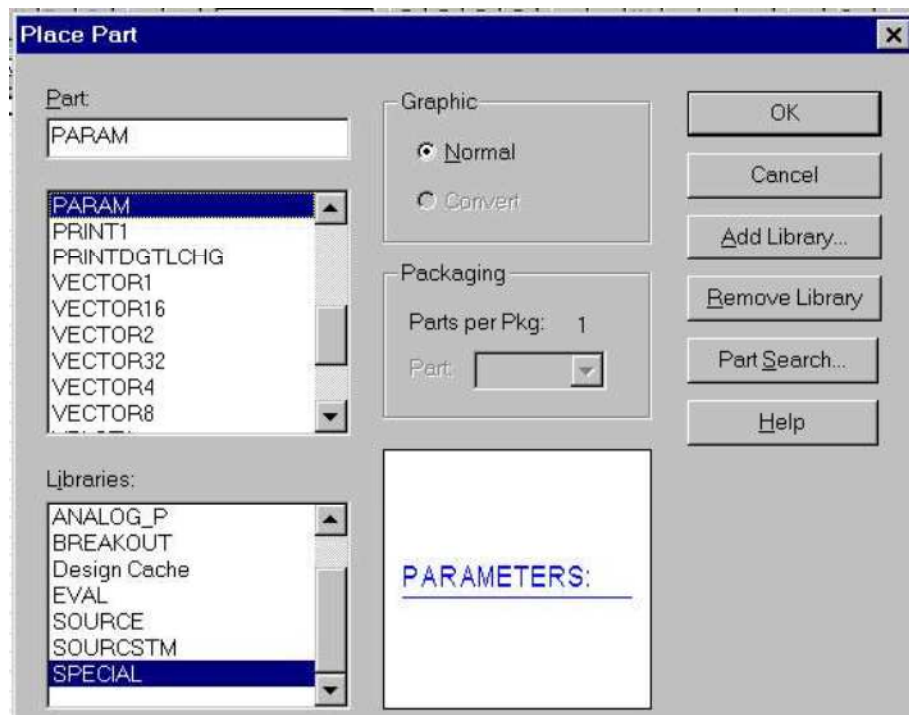 Place Part
Part:
PARAM
PARAM
PRINT1
PRINTDGTLCHG
VECTOR1
VECTOR16
VECTOR2
VECTOR32
VECTOR4
VECTOR8
Libraries:
ANALOG_P
BREAKOUT
Design Cache
EVAL
SOURCE
SOURCSTM
SPECIAL
Graphic
Normal
Convert
Packaging
Parts per Pkg: 1
Part:
PARAMETERS:
OK
Cancel
Add Library...
Remove Library
Part Search...
Help